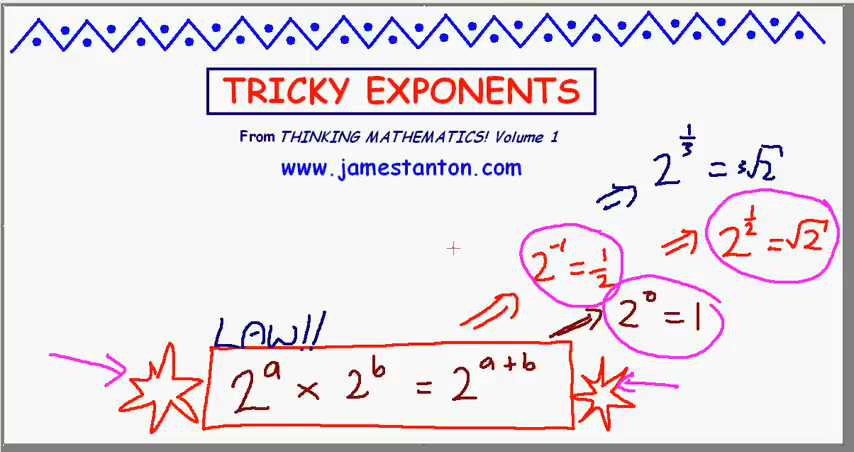 TRICKY EXPONENTS
From THINKING MATHEMATICS! Volume 1
www.jamestanton.com
2^{1/3} = ³√2
2^{1/2} = √2
2^{-1} = 1/2
2^0 = 1
LAW!!
2^a × 2^b = 2^{a+b}